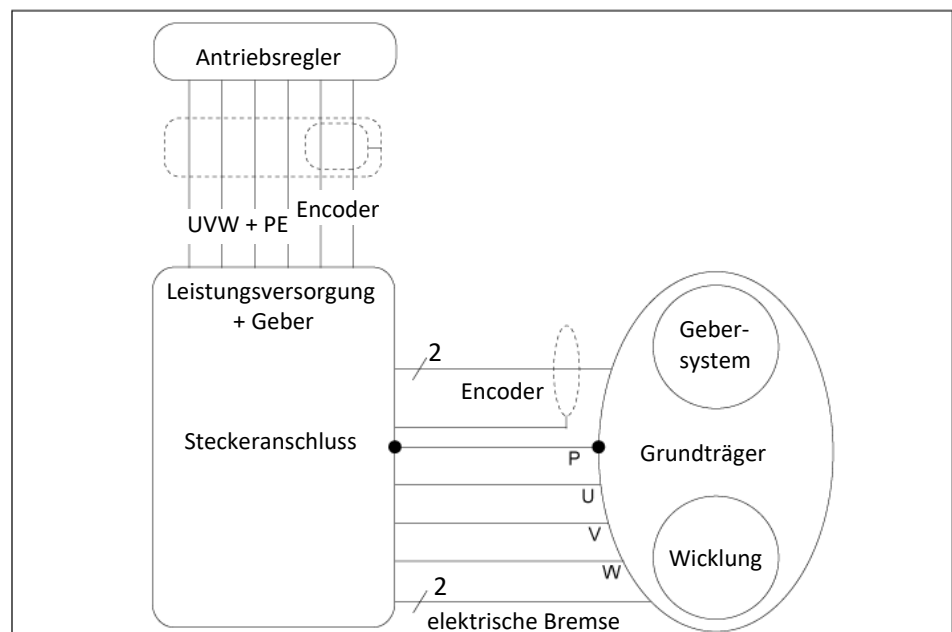 Antriebsregler
UVW + PE
Encoder
Leistungsversorgung
+ Geber
Steckeranschluss
2
Encoder
P
U
V
W
2
elektrische Bremse
Geber-
system
Grundträger
Wicklung